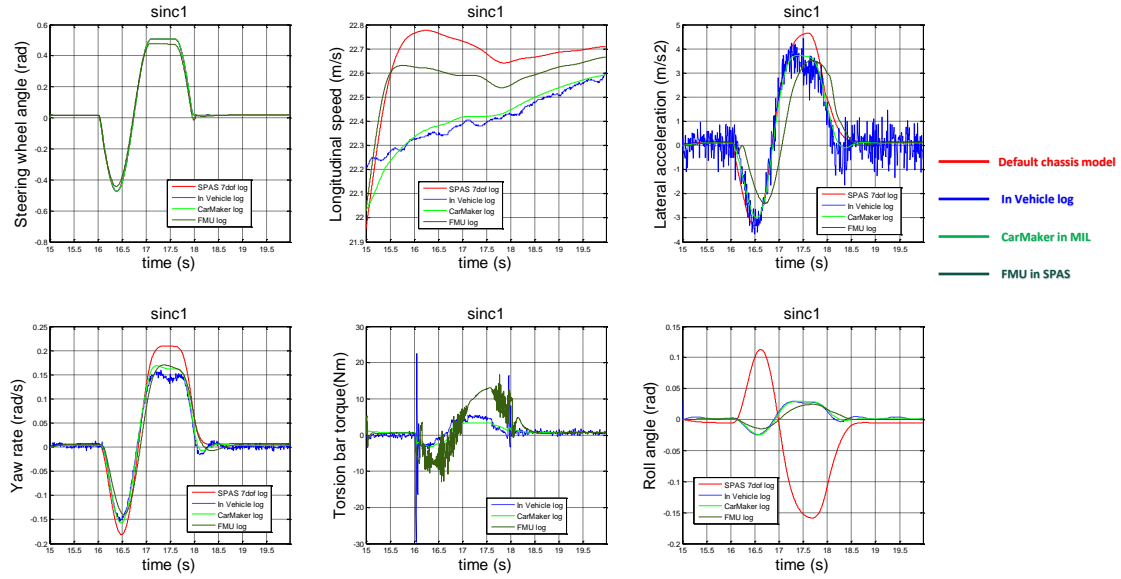 sinc1
Steering wheel angle (rad)
0.6
0.4
0.2
0
-0.2
-0.4
-0.6
-0.8
SPAS 7dof log
In Vehicle log
CarMaker log
FMU log
15 15.5 16 16.5 17 17.5 18 18.5 19 19.5
time (s)
sinc1
Longitudinal speed (m/s)
22.8
22.7
22.6
22.5
22.4
22.3
22.2
22.1
22
21.9
SPAS 7dof log
In Vehicle log
CarMaker log
FMU log
15 15.5 16 16.5 17 17.5 18 18.5 19 19.5
time (s)
sinc1
Lateral acceleration (m/s2)
5
4
3
2
1
0
-1
-2
-3
-4
SPAS 7dof log
In Vehicle log
CarMaker log
FMU log
15 15.5 16 16.5 17 17.5 18 18.5 19 19.5
time (s)
Default chassis model
In Vehicle log
CarMaker in MIL
FMU in SPAS
sinc1
Yaw rate (rad/s)
0.25
0.2
0.15
0.1
0.05
0
-0.05
-0.1
-0.15
-0.2
SPAS 7dof log
In Vehicle log
CarMaker log
FMU log
15 15.5 16 16.5 17 17.5 18 18.5 19 19.5
time (s)
sinc1
Torsion bar torque(Nm)
30
20
10
0
-10
-20
-30
In Vehicle log
CarMaker log
FMU log
15 15.5 16 16.5 17 17.5 18 18.5 19 19.5
time (s)
sinc1
Roll angle (rad)
0.15
0.1
0.05
0
-0.05
-0.1
-0.15
-0.2
SPAS 7dof log
In Vehicle log
CarMaker log
FMU log
15 15.5 16 16.5 17 17.5 18 18.5 19 19.5
time (s)